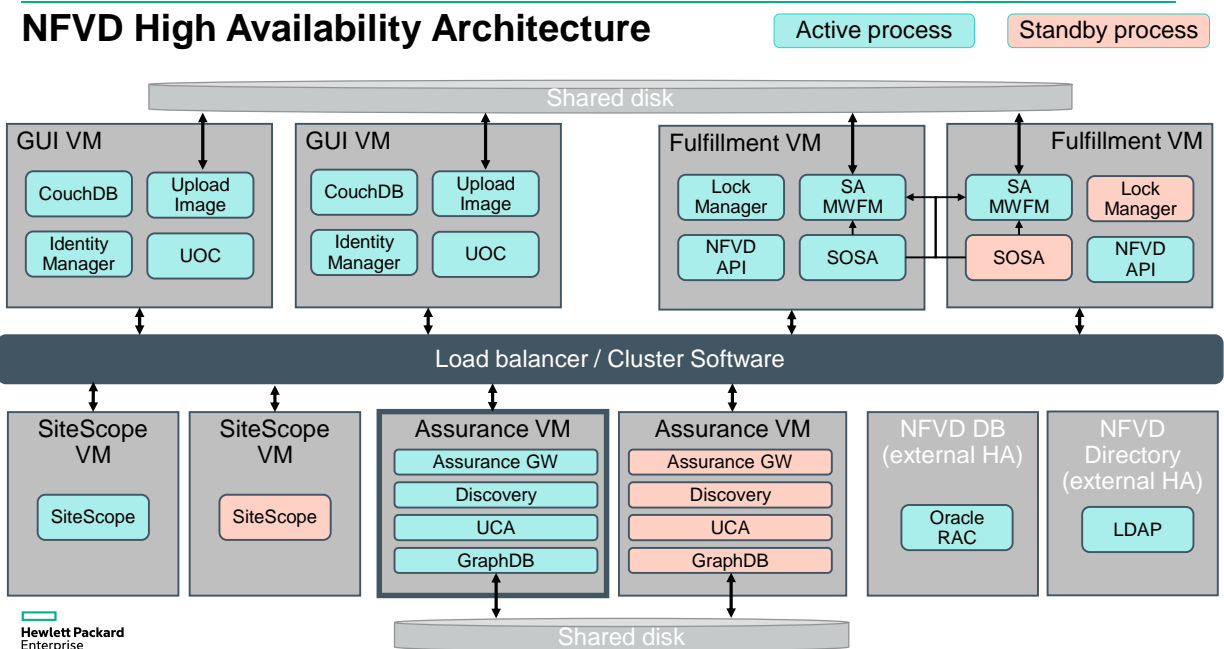 NFVD High Availability Architecture
Active process
Standby process
Shared disk
GUI VM
CouchDB
Upload
Image
Identity
Manager
UOC
GUI VM
CouchDB
Upload
Image
Identity
Manager
UOC
Fulfillment VM
Lock
Manager
SA
MWFM
NFVD
API
SOSA
Fulfillment VM
SA
MWFM
Lock
Manager
SOSA
NFVD
API
Load balancer / Cluster Software
SiteScope
VM
SiteScope
SiteScope
VM
SiteScope
Assurance VM
Assurance GW
Discovery
UCA
GraphDB
Assurance VM
Assurance GW
Discovery
UCA
GraphDB
NFVD DB
(external HA)
Oracle
RAC
NFVD
Directory
(external HA)
LDAP
Shared disk
Hewlett Packard
Enterprise